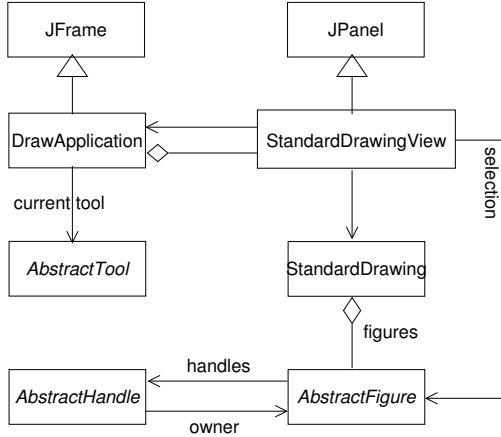 JFrame
JPanel
DrawApplication
StandardDrawingView
selection
current tool
AbstractTool
StandardDrawing
figures
handles
AbstractHandle
AbstractFigure
owner